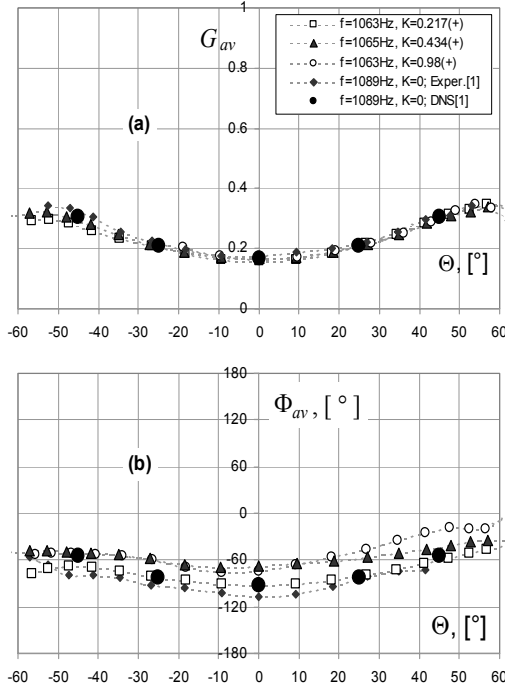 1
G_av
f=1063Hz, K=0.217(+)
f=1065Hz, K=0.434(+)
f=1063Hz, K=0.98(+)
f=1089Hz, K=0; Exper.[1]
f=1089Hz, K=0; DNS[1]
0.8
(a)
0.6
0.4
0.2
Θ, [°]
0
-60 -50 -40 -30 -20 -10 0 10 20 30 40 50 60
180
Φ_av, [ ° ]
120
60
(b)
0
-60
-120
Θ, [°]
-180
-60 -50 -40 -30 -20 -10 0 10 20 30 40 50 60